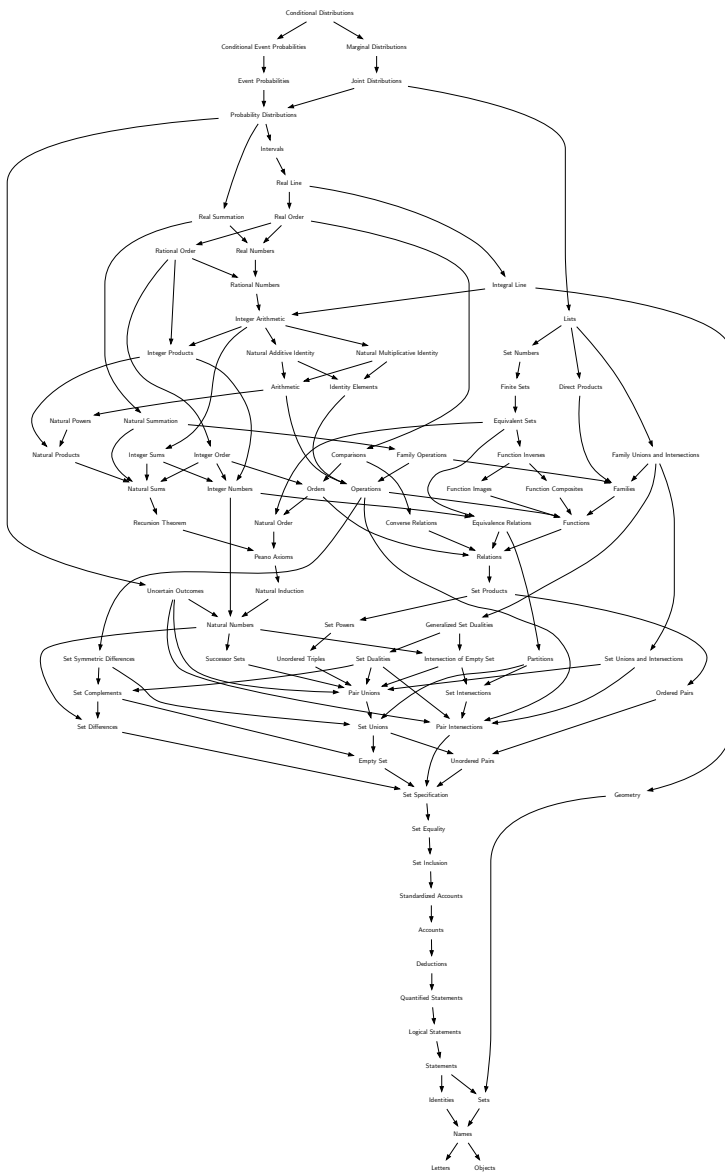 Conditional Distributions
Conditional Event Probabilities
Marginal Distributions
Event Probabilities
Joint Distributions
Probability Distributions
Intervals
Real Line
Real Summation
Real Order
Rational Order
Real Numbers
Rational Numbers
Integral Line
Integer Arithmetic
Lists
Integer Products
Natural Additive Identity
Natural Multiplicative Identity
Set Numbers
Arithmetic
Identity Elements
Finite Sets
Direct Products
Natural Powers
Natural Summation
Equivalent Sets
Natural Products
Integer Sums
Integer Order
Comparisons
Family Operations
Function Inverses
Family Unions and Intersections
Natural Sums
Integer Numbers
Orders
Operations
Function Images
Function Composites
Families
Recursion Theorem
Natural Order
Converse Relations
Equivalence Relations
Functions
Peano Axioms
Relations
Uncertain Outcomes
Natural Induction
Set Products
Natural Numbers
Set Powers
Generalized Set Dualities
Set Symmetric Differences
Successor Sets
Unordered Triples
Set Dualities
Intersection of Empty Set
Partitions
Set Unions and Intersections
Set Complements
Pair Unions
Set Intersections
Ordered Pairs
Set Differences
Set Unions
Pair Intersections
Empty Set
Unordered Pairs
Set Specification
Geometry
Set Equality
Set Inclusion
Standardized Accounts
Accounts
Deductions
Quantified Statements
Logical Statements
Statements
Identities
Sets
Names
Letters
Objects